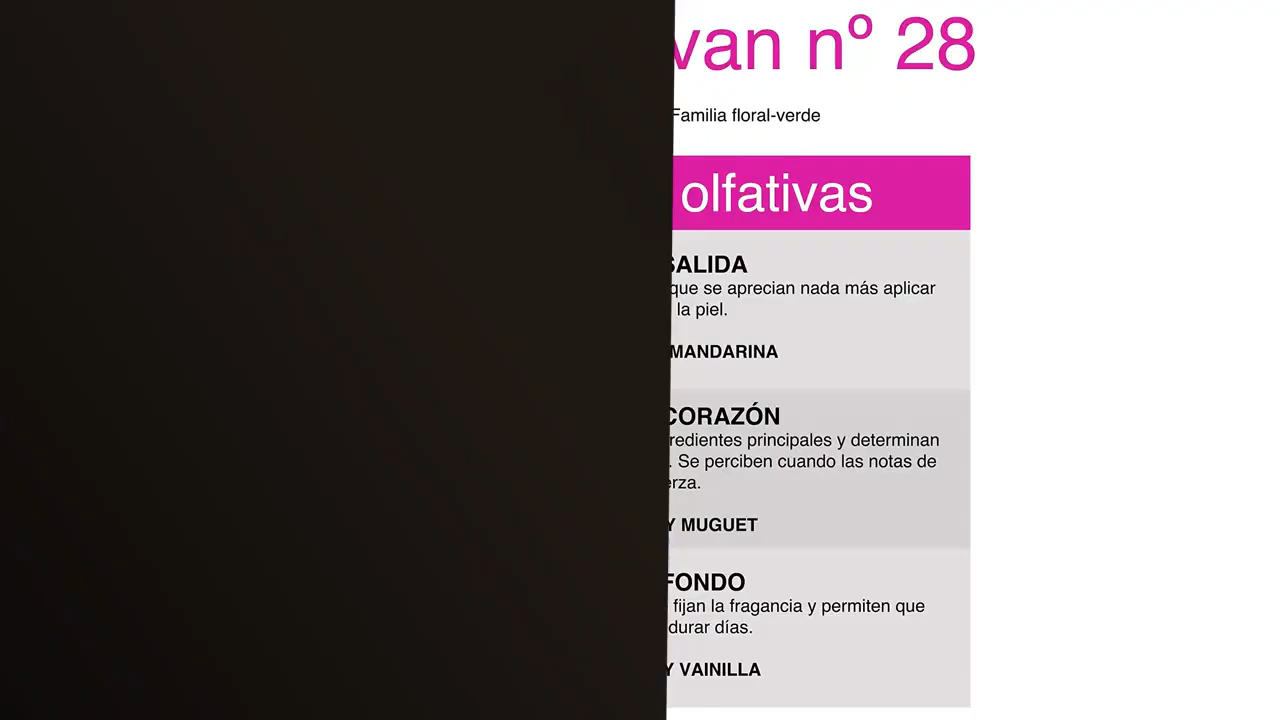 van nº 28
Familia floral-verde
olfativas
SALIDA
que se aprecian nada más aplicar
la piel.
MANDARINA
CORAZÓN
redientes principales y determinan
. Se perciben cuando las notas de
erza.
Y MUGUET
FONDO
fijan la fragancia y permiten que
durar días.
Y VAINILLA